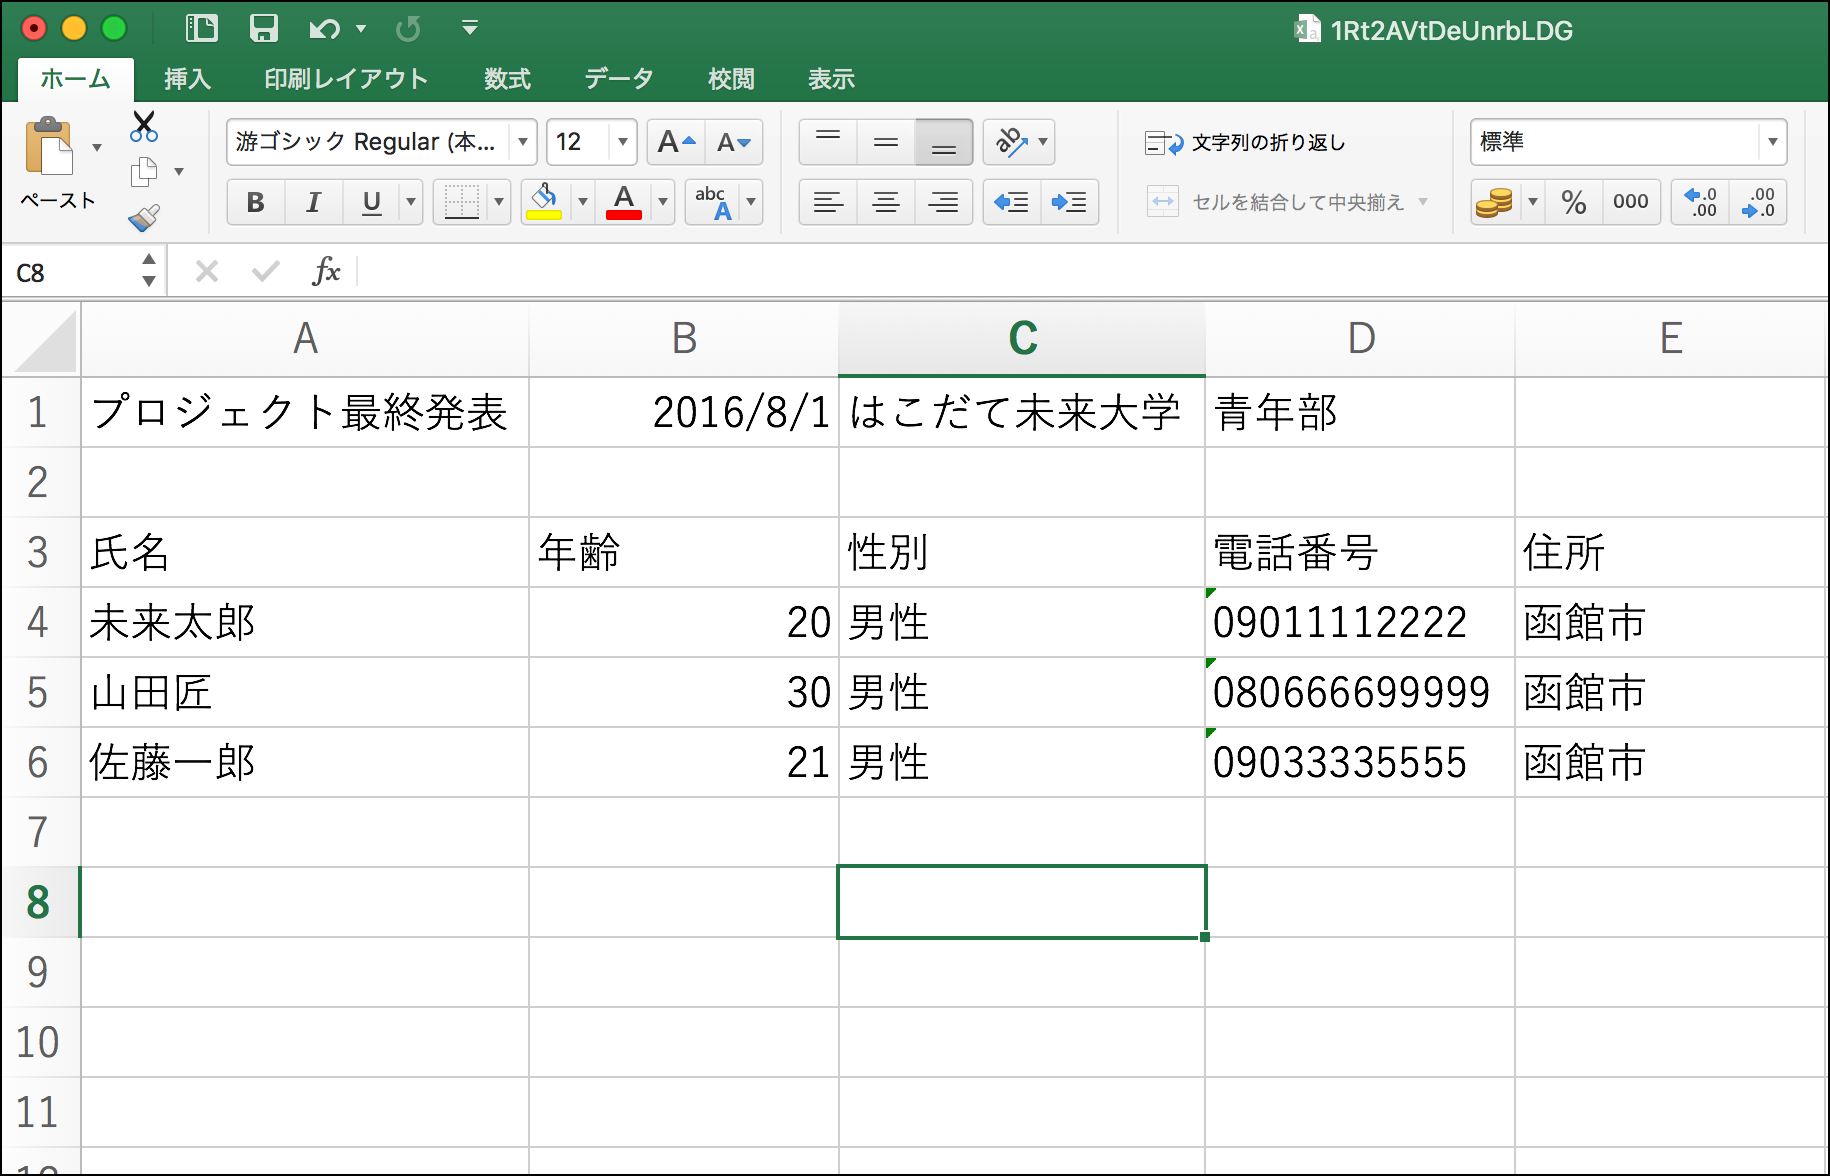 1Rt2AVtDeUnrbLDG
ホーム 挿入 印刷レイアウト 数式 データ 校閲 表示
ペースト
游ゴシック Regular (本... 12 A A
ab 文字列の折り返し 標準
B I U A abc A
セルを結合して中央揃え % 000 .0 .00 .00 .0
C8 fx
A B C D E
1 プロジェクト最終発表 2016/8/1 はこだて未来大学 青年部
2
3 氏名 年齢 性別 電話番号 住所
4 未来太郎 20 男性 09011112222 函館市
5 山田匠 30 男性 080666699999 函館市
6 佐藤一郎 21 男性 09033335555 函館市
7
8
9
10
11